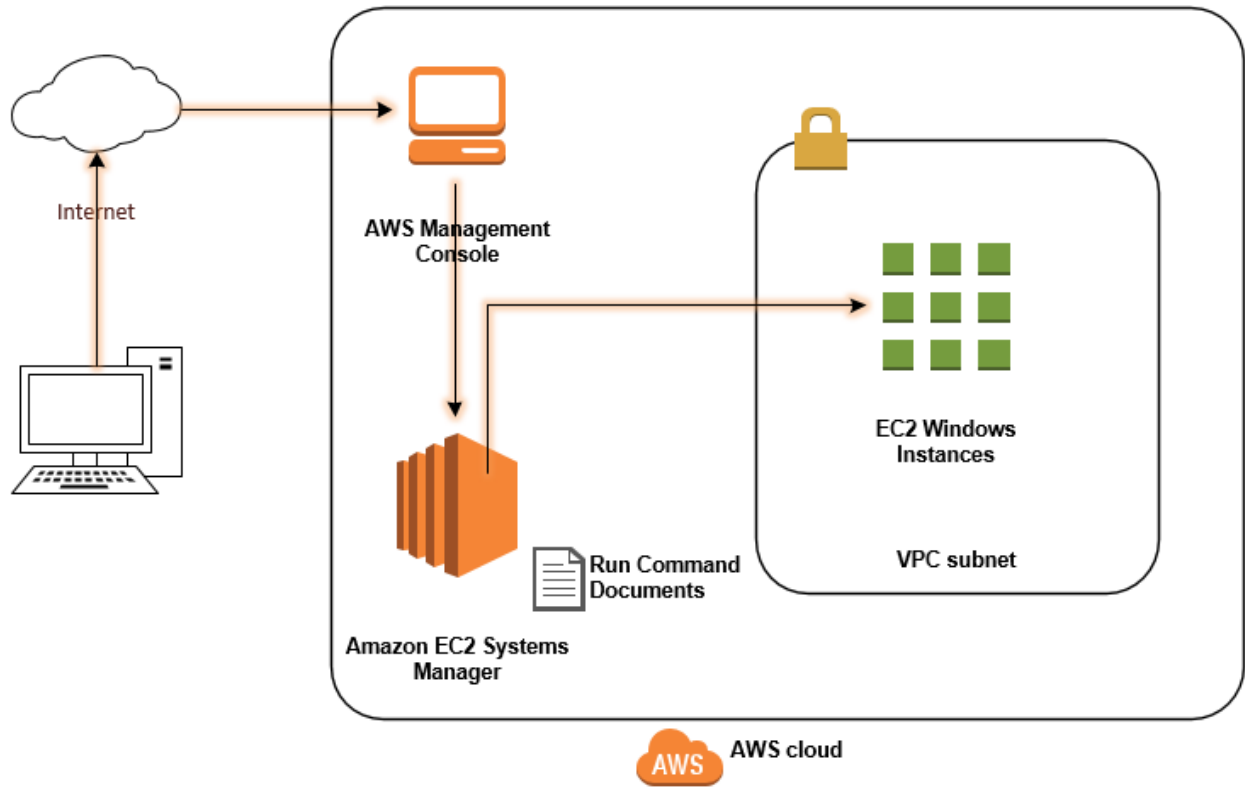 Internet
AWS Management
Console
EC2 Windows
Instances
VPC subnet
Run Command
Documents
Amazon EC2 Systems
Manager
AWS
AWS cloud